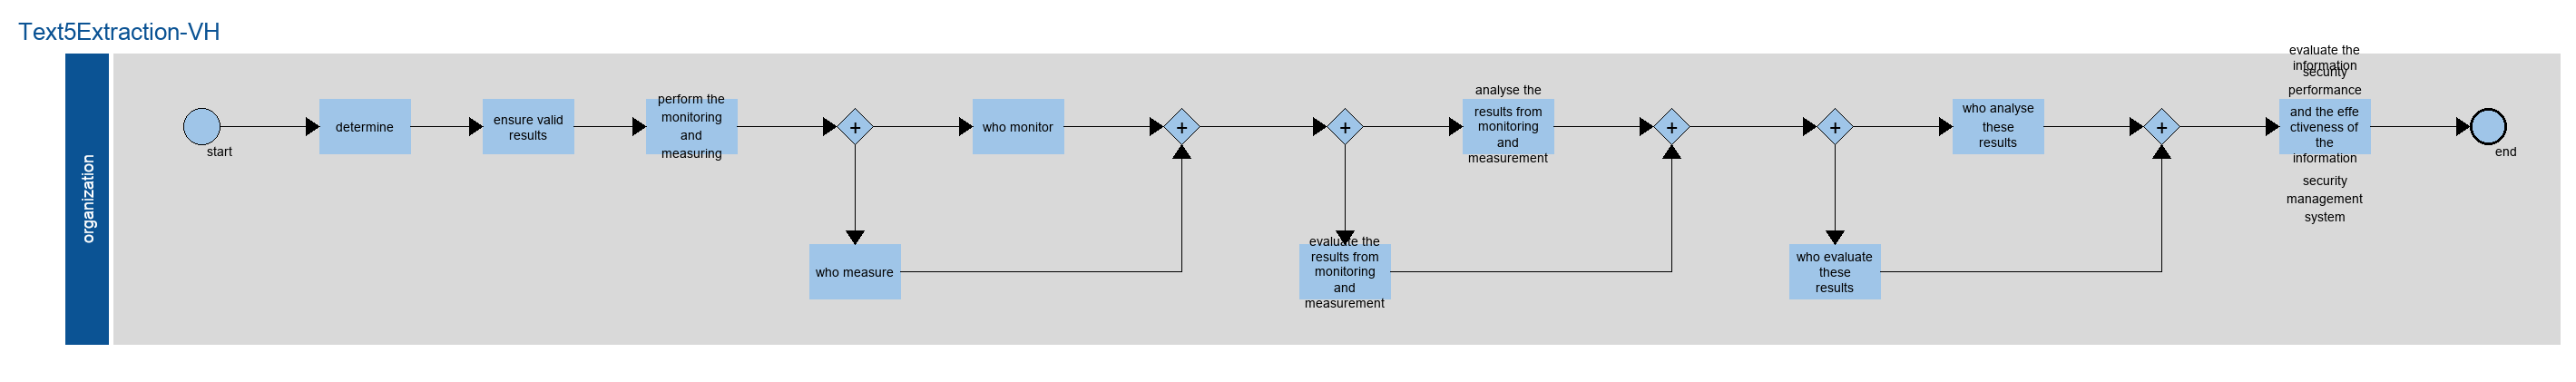 Text5Extraction-VH
organization
start
determine
ensure valid
results
perform the
monitoring
and
measuring
+
who monitor
who measure
+
+
analyse the
results from
monitoring
and
measurement
evaluate the
results from
monitoring
and
measurement
+
+
who analyse
these
results
who evaluate
these
results
+
evaluate the
information
security
performance
and the effe
ctiveness of
the
information
security
management
system
end